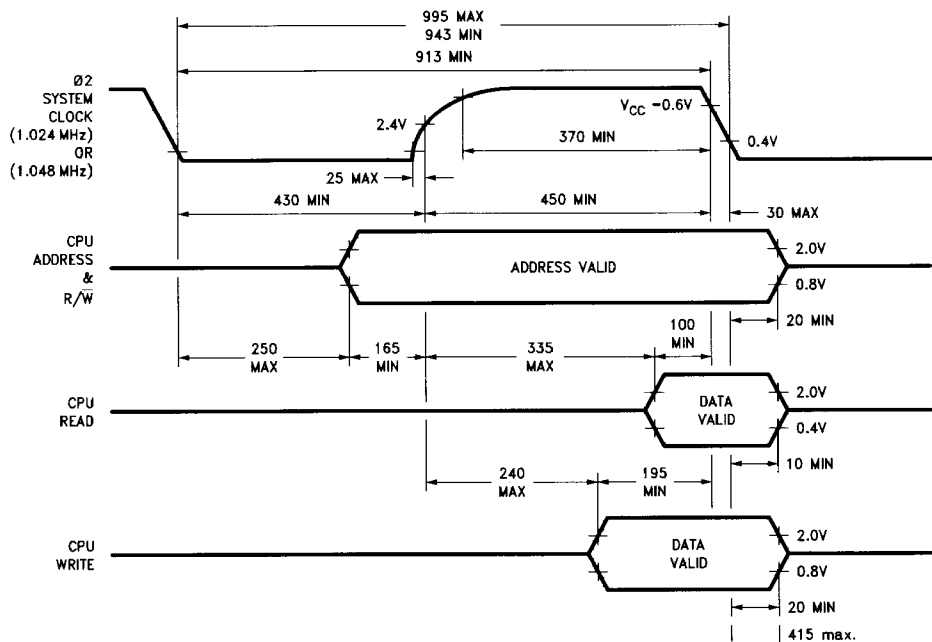 995 MAX
943 MIN
913 MIN
Ø2
SYSTEM
CLOCK
(1.024 MHz)
OR
(1.048 MHz)
2.4V
VCC -0.6V
0.4V
370 MIN
25 MAX
430 MIN
450 MIN
30 MAX
CPU
ADDRESS
&
R/W̅
ADDRESS VALID
2.0V
0.8V
20 MIN
250
MAX
165
MIN
335
MAX
100
MIN
CPU
READ
DATA
VALID
2.0V
0.4V
10 MIN
240
MAX
195
MIN
CPU
WRITE
DATA
VALID
2.0V
0.8V
20 MIN
415 max.